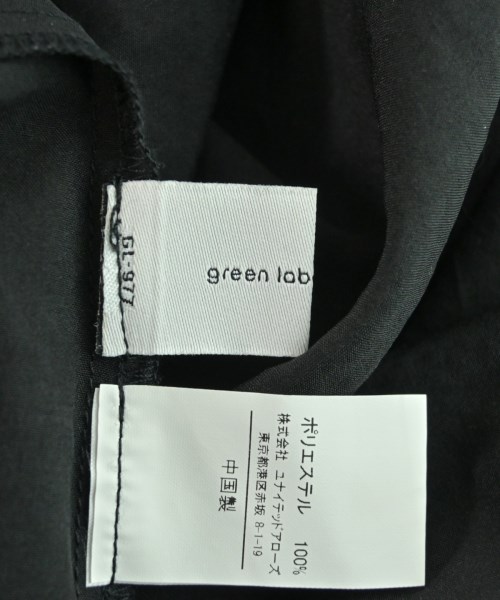 GL-977
green lab
ポリエステル 100%
株式会社 ユナイテッドアローズ
東京都港区赤坂 8-1-19
中国製